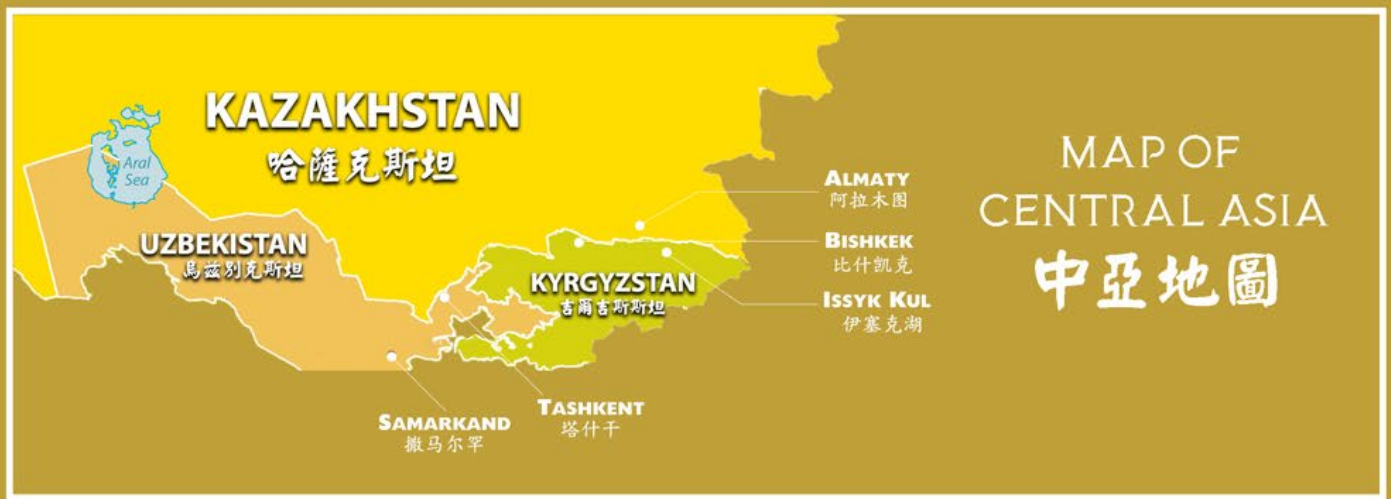 KAZAKHSTAN
哈薩克斯坦
Aral
Sea
UZBEKISTAN
烏茲別克斯坦
KYRGYZSTAN
吉爾吉斯斯坦
ALMATY
阿拉木图
BISHKEK
比什凯克
ISSYK KUL
伊塞克湖
SAMARKAND
撒马尔罕
TASHKENT
塔什干
MAP OF
CENTRAL ASIA
中亞地圖